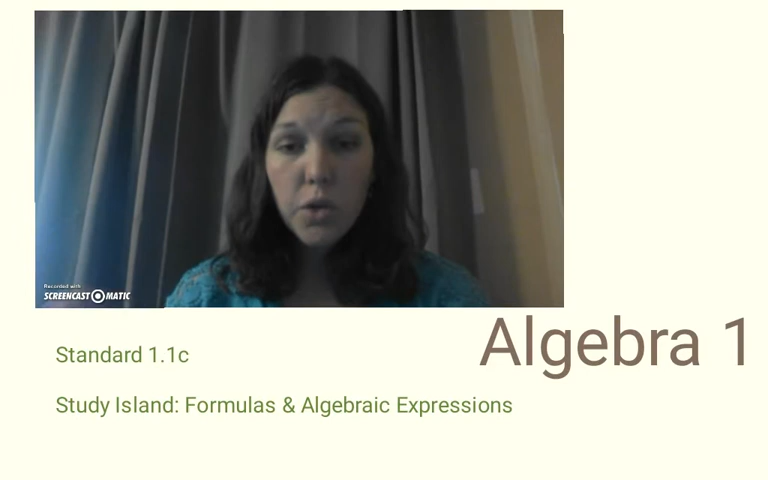 Recorded with
SCREENCAST MATIC
Algebra 1
Standard 1.1c
Study Island: Formulas & Algebraic Expressions